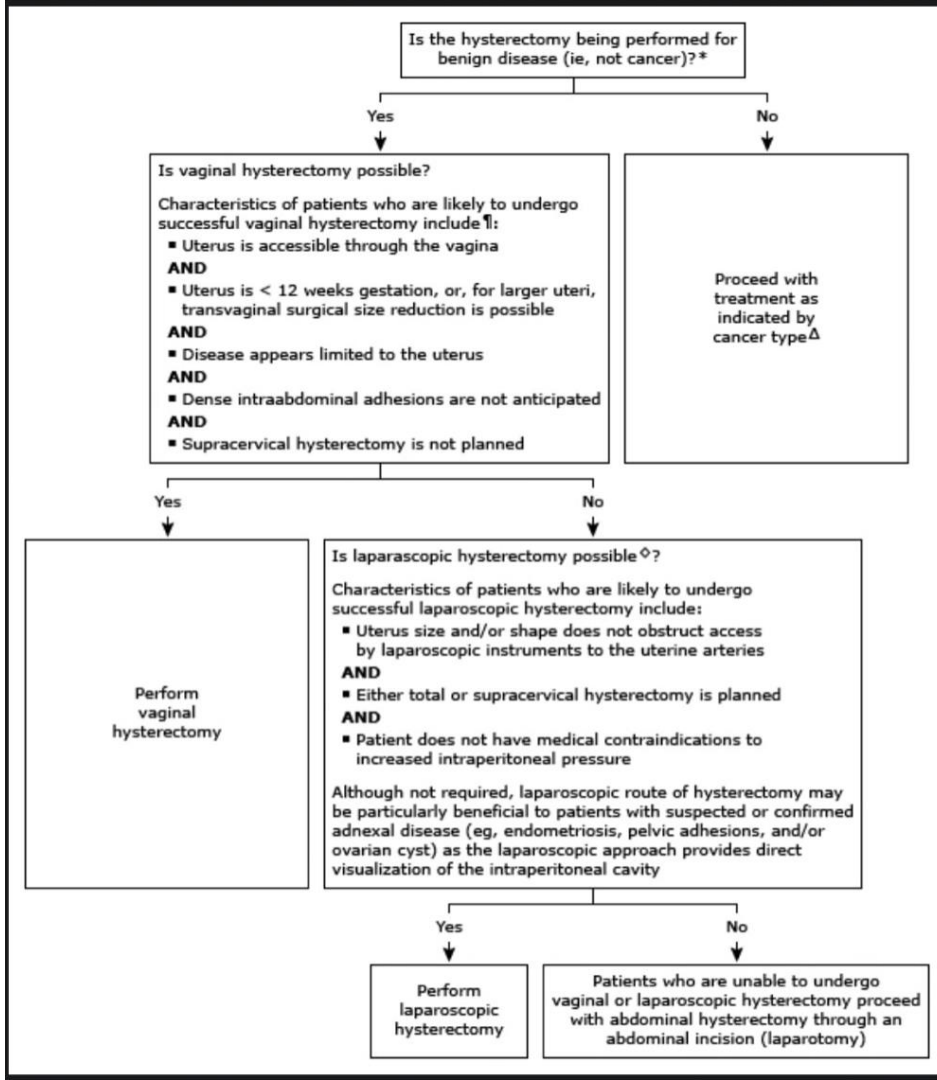 Is the hysterectomy being performed for
benign disease (ie, not cancer)?*
Yes
No
Is vaginal hysterectomy possible?
Characteristics of patients who are likely to undergo
successful vaginal hysterectomy include¶:
▪ Uterus is accessible through the vagina
AND
▪ Uterus is < 12 weeks gestation, or, for larger uteri,
transvaginal surgical size reduction is possible
AND
▪ Disease appears limited to the uterus
AND
▪ Dense intraabdominal adhesions are not anticipated
AND
▪ Supracervical hysterectomy is not planned
Proceed with
treatment as
indicated by
cancer typeΔ
Yes
No
Perform
vaginal
hysterectomy
Is laparascopic hysterectomy possible◇?
Characteristics of patients who are likely to undergo
successful laparoscopic hysterectomy include:
▪ Uterus size and/or shape does not obstruct access
by laparoscopic instruments to the uterine arteries
AND
▪ Either total or supracervical hysterectomy is planned
AND
▪ Patient does not have medical contraindications to
increased intraperitoneal pressure
Although not required, laparoscopic route of hysterectomy may
be particularly beneficial to patients with suspected or confirmed
adnexal disease (eg, endometriosis, pelvic adhesions, and/or
ovarian cyst) as the laparoscopic approach provides direct
visualization of the intraperitoneal cavity
Yes
No
Perform
laparoscopic
hysterectomy
Patients who are unable to undergo
vaginal or laparoscopic hysterectomy proceed
with abdominal hysterectomy through an
abdominal incision (laparotomy)